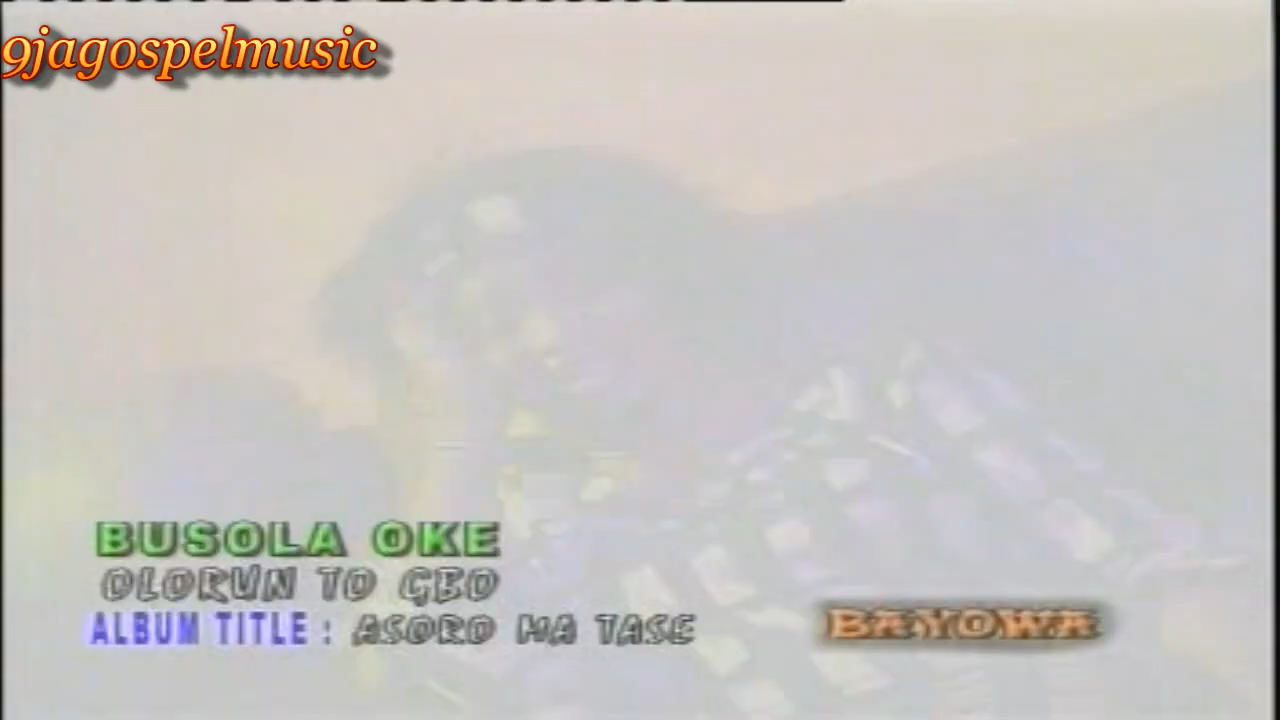 9jagospelmusic
BUSOLA OKE
OLORUN TO GBO
ALBUM TITLE : ASORO MA TASE
BAYOWA